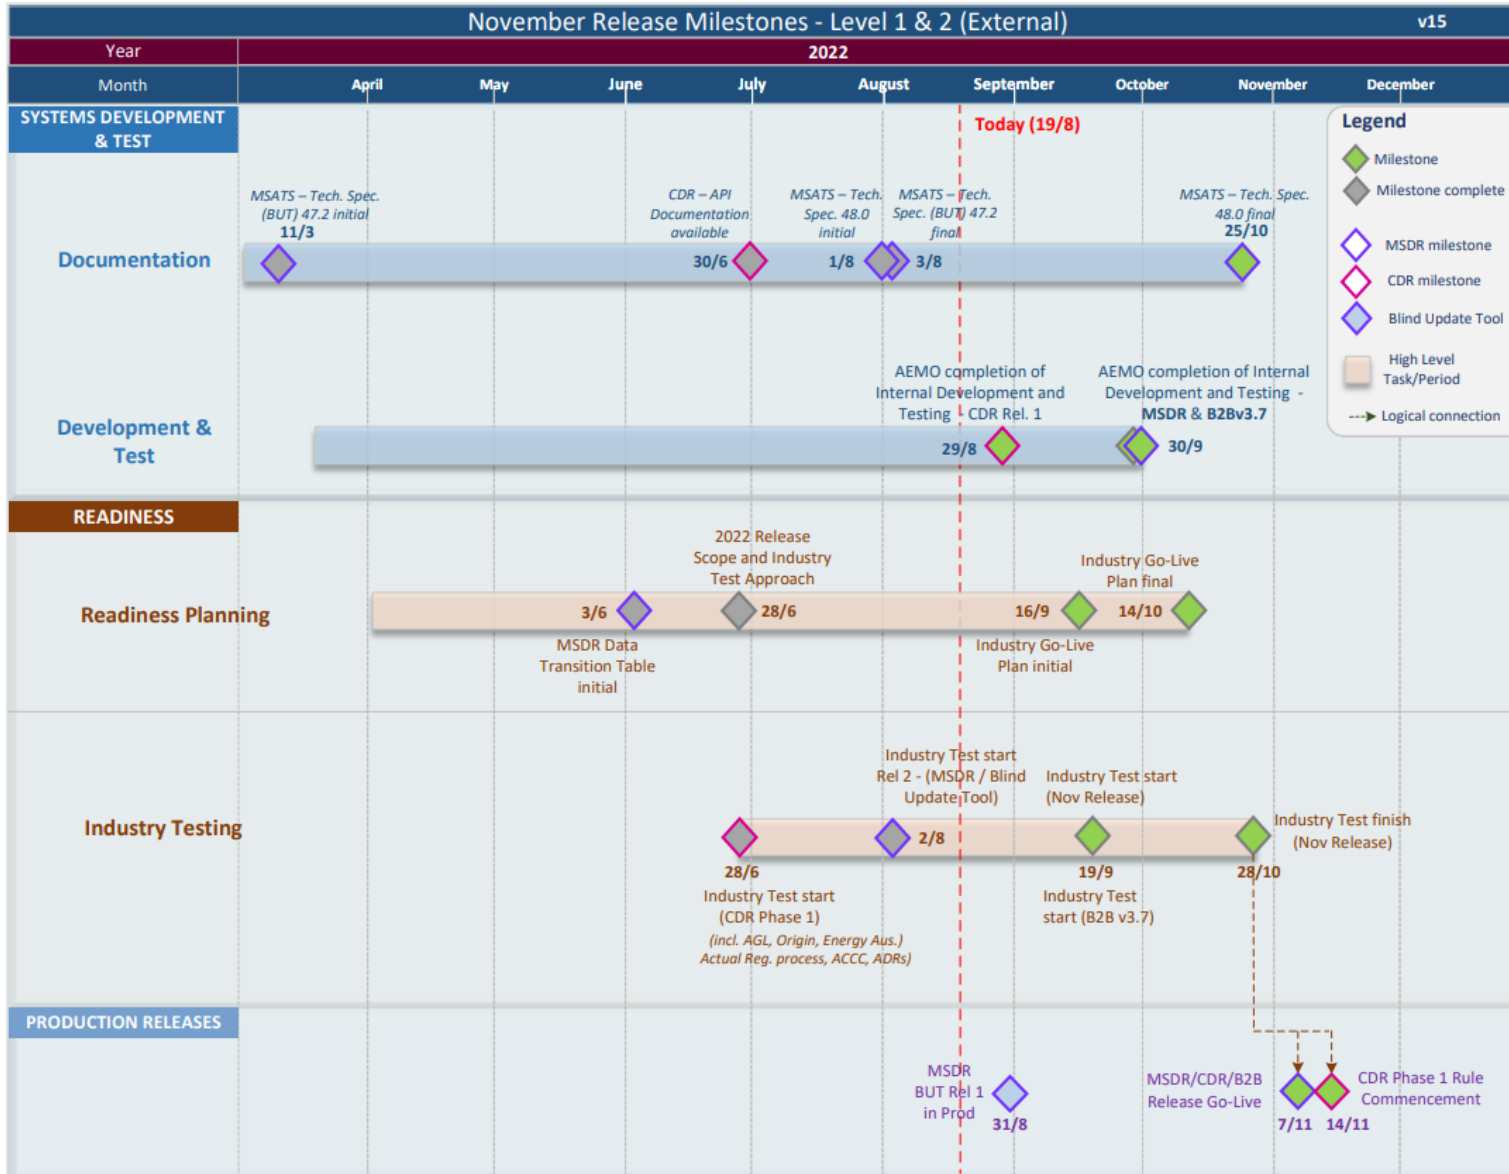 November Release Milestones - Level 1 & 2 (External)
v15
Year
2022
Month
April
May
June
July
August
September
October
November
December
SYSTEMS DEVELOPMENT
& TEST
Today (19/8)
Legend
Milestone
Milestone complete
MSDR milestone
CDR milestone
Blind Update Tool
High Level
Task/Period
Logical connection
Documentation
MSATS – Tech. Spec.
(BUT) 47.2 initial
11/3
CDR – API
Documentation
available
30/6
MSATS – Tech.
Spec. 48.0
initial
1/8
MSATS – Tech.
Spec. (BUT) 47.2
final
3/8
MSATS – Tech. Spec.
48.0 final
25/10
Development &
Test
AEMO completion of
Internal Development and
Testing - CDR Rel. 1
29/8
AEMO completion of Internal
Development and Testing -
MSDR & B2Bv3.7
30/9
READINESS
Readiness Planning
3/6
MSDR Data
Transition Table
initial
2022 Release
Scope and Industry
Test Approach
28/6
16/9
Industry Go-Live
Plan initial
Industry Go-Live
Plan final
14/10
Industry Testing
28/6
Industry Test start
(CDR Phase 1)
(incl. AGL, Origin, Energy Aus.)
Actual Reg. process, ACCC, ADRs)
Industry Test start
Rel 2 - (MSDR / Blind
Update Tool)
2/8
Industry Test start
(Nov Release)
19/9
Industry Test
start (B2B v3.7)
Industry Test finish
(Nov Release)
28/10
PRODUCTION RELEASES
MSDR
BUT Rel 1
in Prod
31/8
MSDR/CDR/B2B
Release Go-Live
7/11
CDR Phase 1 Rule
Commencement
14/11